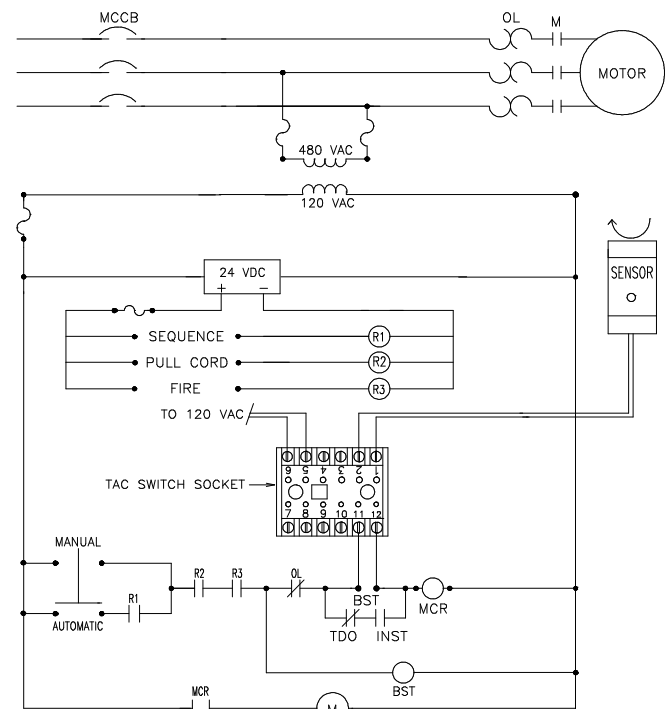 MCCB
OL
M
MOTOR
480 VAC
120 VAC
24 VDC
+ −
SENSOR
SEQUENCE
R1
PULL CORD
R2
FIRE
R3
TO 120 VAC
6 5 4 3 2 1
TAC SWITCH SOCKET
7 8 9 10 11 12
MANUAL
R2
R3
OL
R1
BST
MCR
AUTOMATIC
TDO
INST
BST
MCR
M